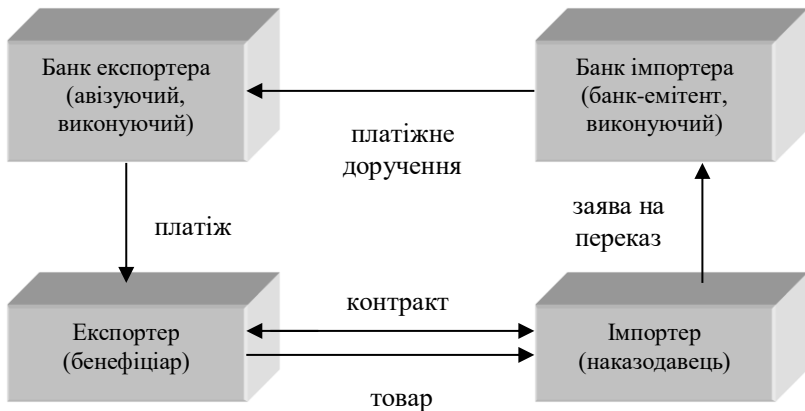 Банк експортера
(авізуючий,
виконуючий)
Банк імпортера
(банк-емітент,
виконуючий)
платіжне
доручення
платіж
заява на
переказ
Експортер
(бенефіціар)
контракт
товар
Імпортер
(наказодавець)